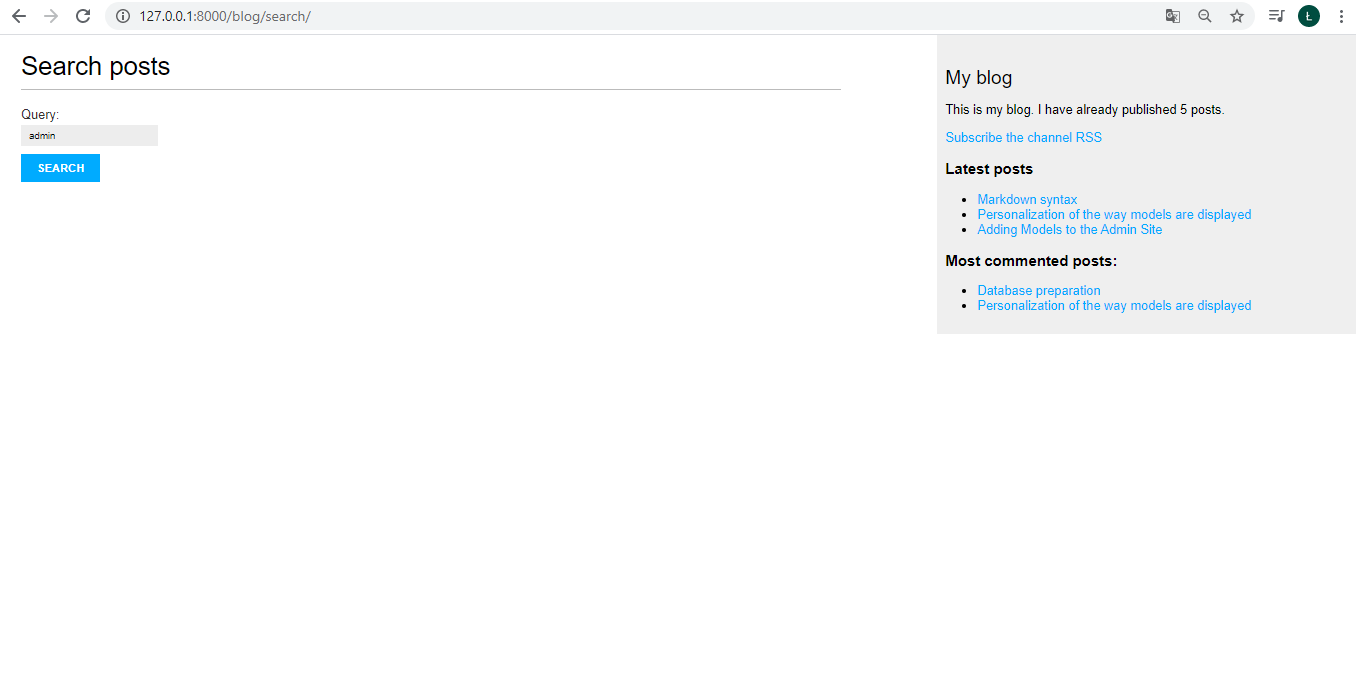 127.0.0.1:8000/blog/search/
Ł
Search posts
Query:
admin
SEARCH
My blog
This is my blog. I have already published 5 posts.
Subscribe the channel RSS
Latest posts
Markdown syntax
Personalization of the way models are displayed
Adding Models to the Admin Site
Most commented posts:
Database preparation
Personalization of the way models are displayed